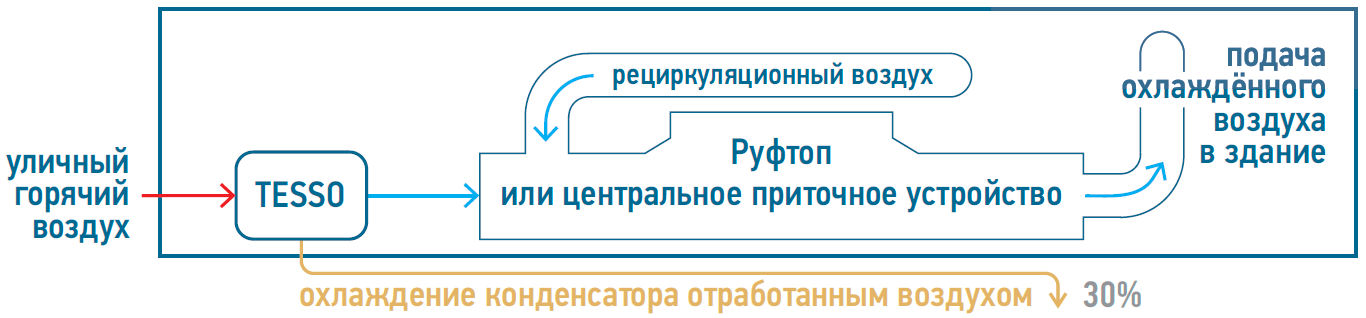 уличный
горячий
воздух
TESSO
рециркуляционный воздух
Руфтоп
или центральное приточное устройство
подача
охлаждённого
воздуха
в здание
охлаждение конденсатора отработанным воздухом 30%